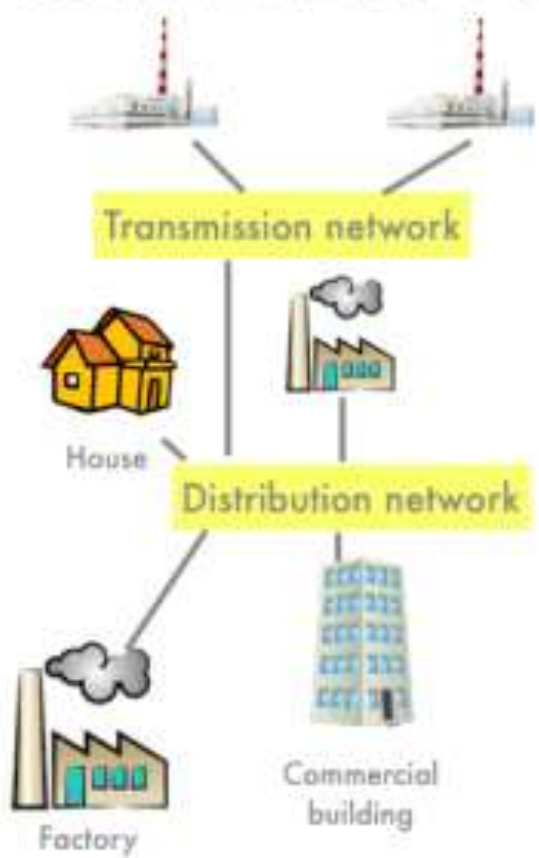 Transmission network
House
Distribution network
Commercial
building
Factory